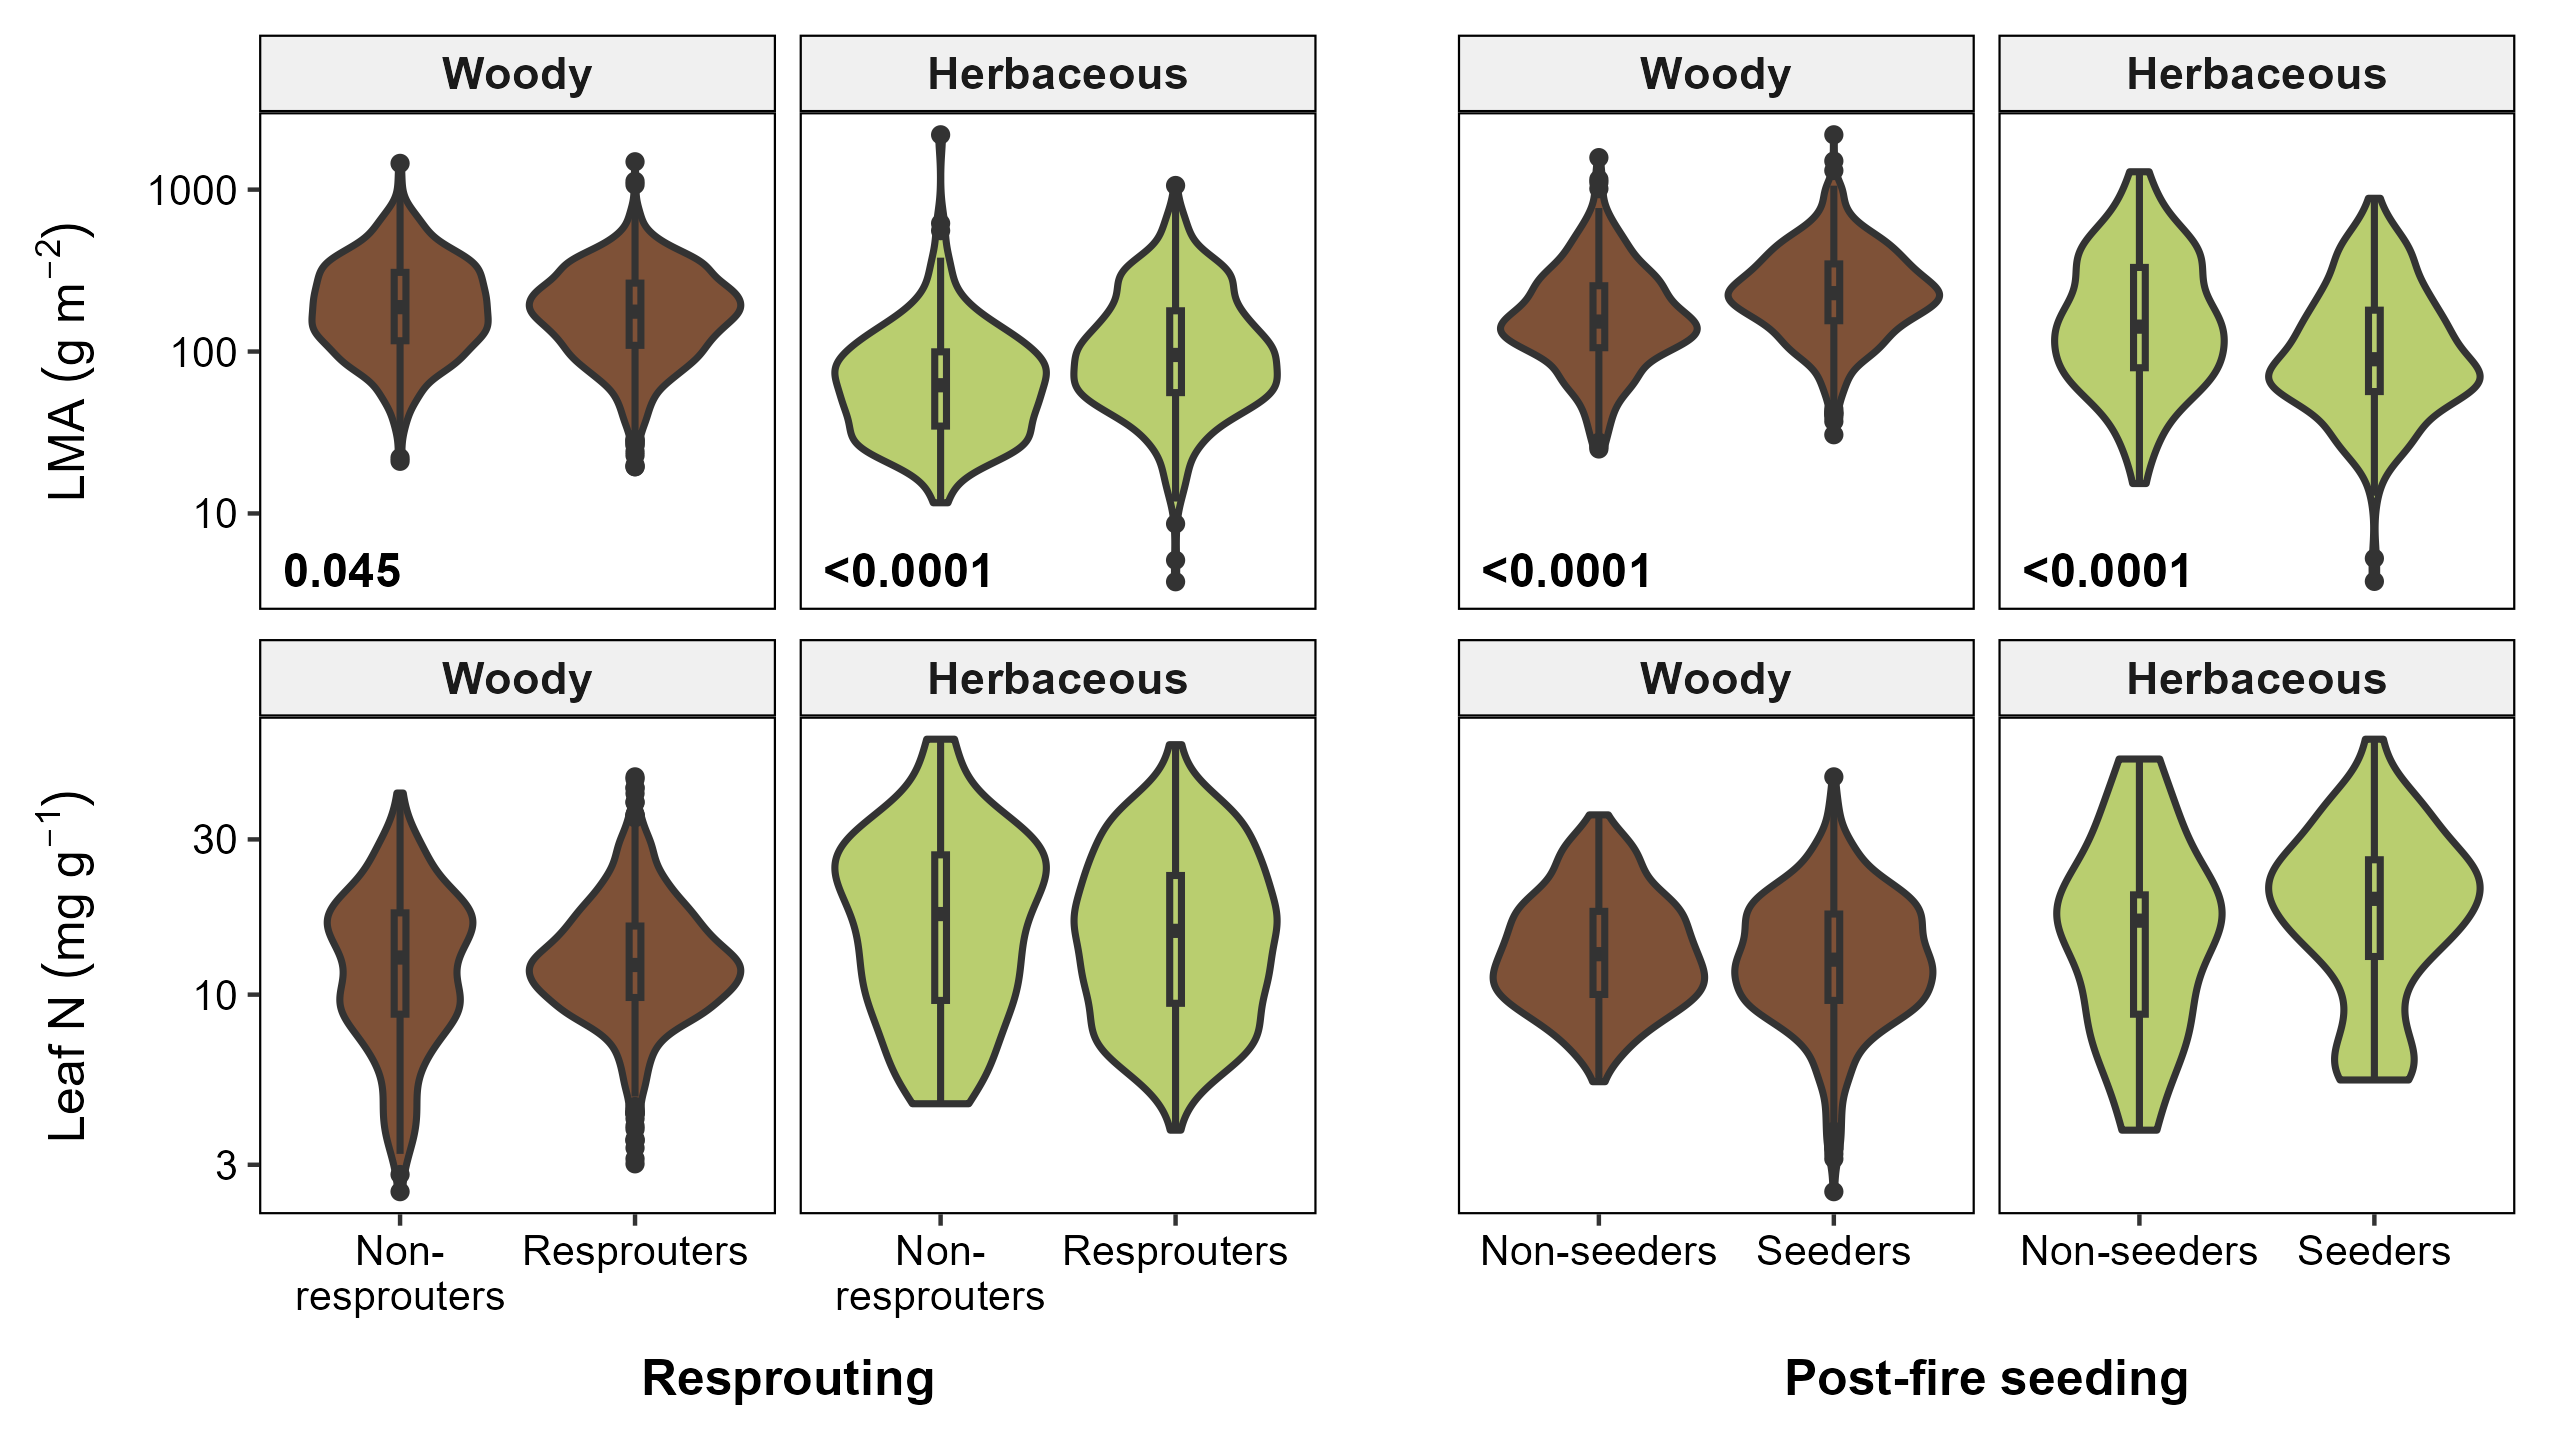 Woody
Herbaceous
Woody
Herbaceous
LMA (g m⁻²)
1000
100
10
0.045
<0.0001
<0.0001
<0.0001
Woody
Herbaceous
Woody
Herbaceous
Leaf N (mg g⁻¹)
30
10
3
Non-
resprouters
Resprouters
Non-
resprouters
Resprouters
Non-seeders
Seeders
Non-seeders
Seeders
Resprouting
Post-fire seeding